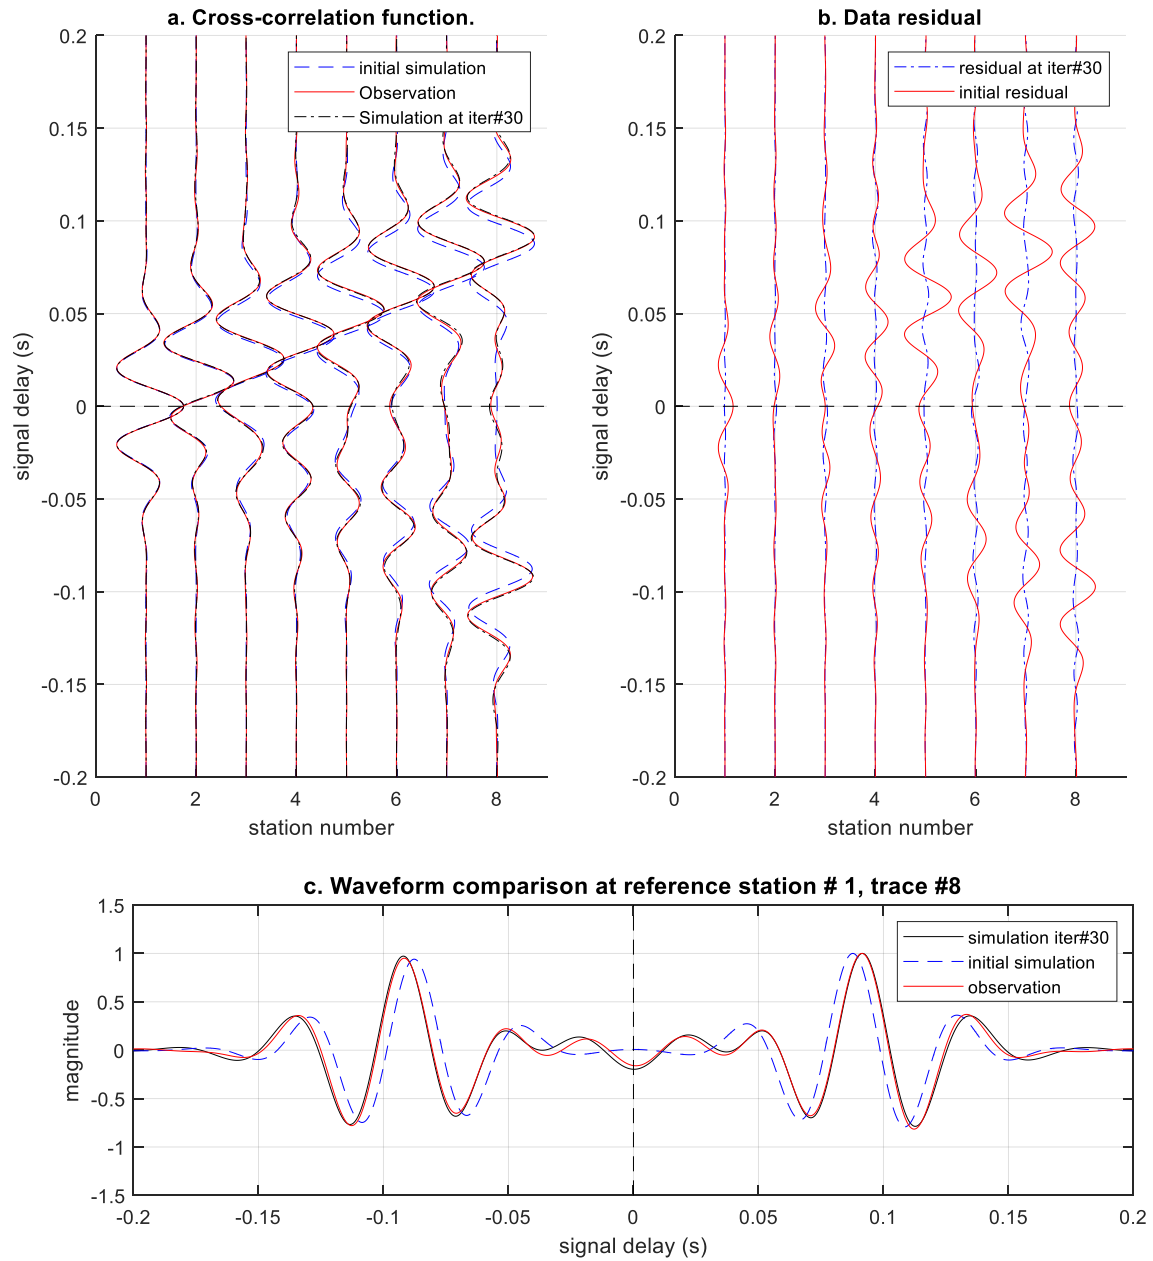 a. Cross-correlation function.
0.2
0.15
0.1
0.05
0
-0.05
-0.1
-0.15
-0.2
signal delay (s)
initial simulation
Observation
Simulation at iter#30
0 2 4 6 8
station number
b. Data residual
0.2
0.15
0.1
0.05
0
-0.05
-0.1
-0.15
-0.2
signal delay (s)
residual at iter#30
initial residual
0 2 4 6 8
station number
c. Waveform comparison at reference station # 1, trace #8
1.5
1
0.5
0
-0.5
-1
-1.5
magnitude
simulation iter#30
initial simulation
observation
-0.2 -0.15 -0.1 -0.05 0 0.05 0.1 0.15 0.2
signal delay (s)